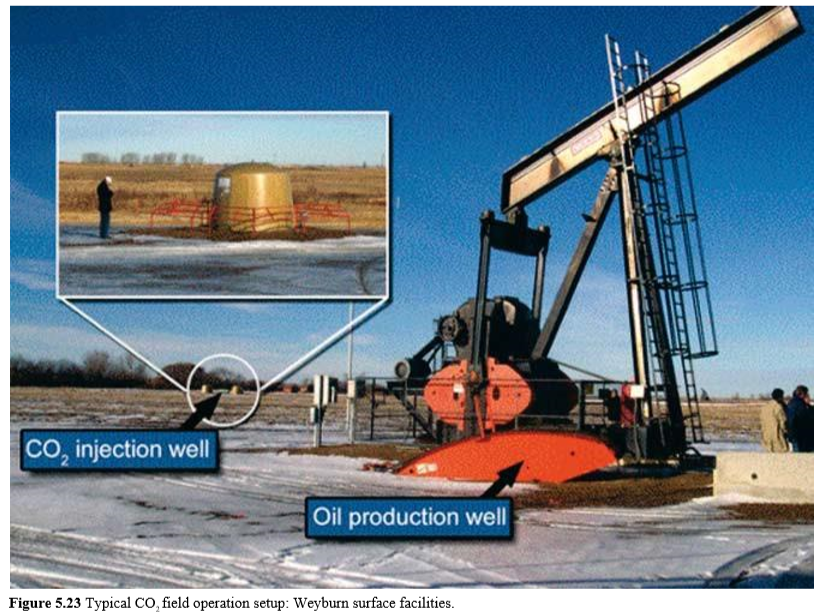 CO₂ injection well
Oil production well
Figure 5.23 Typical CO₂ field operation setup: Weyburn surface facilities.